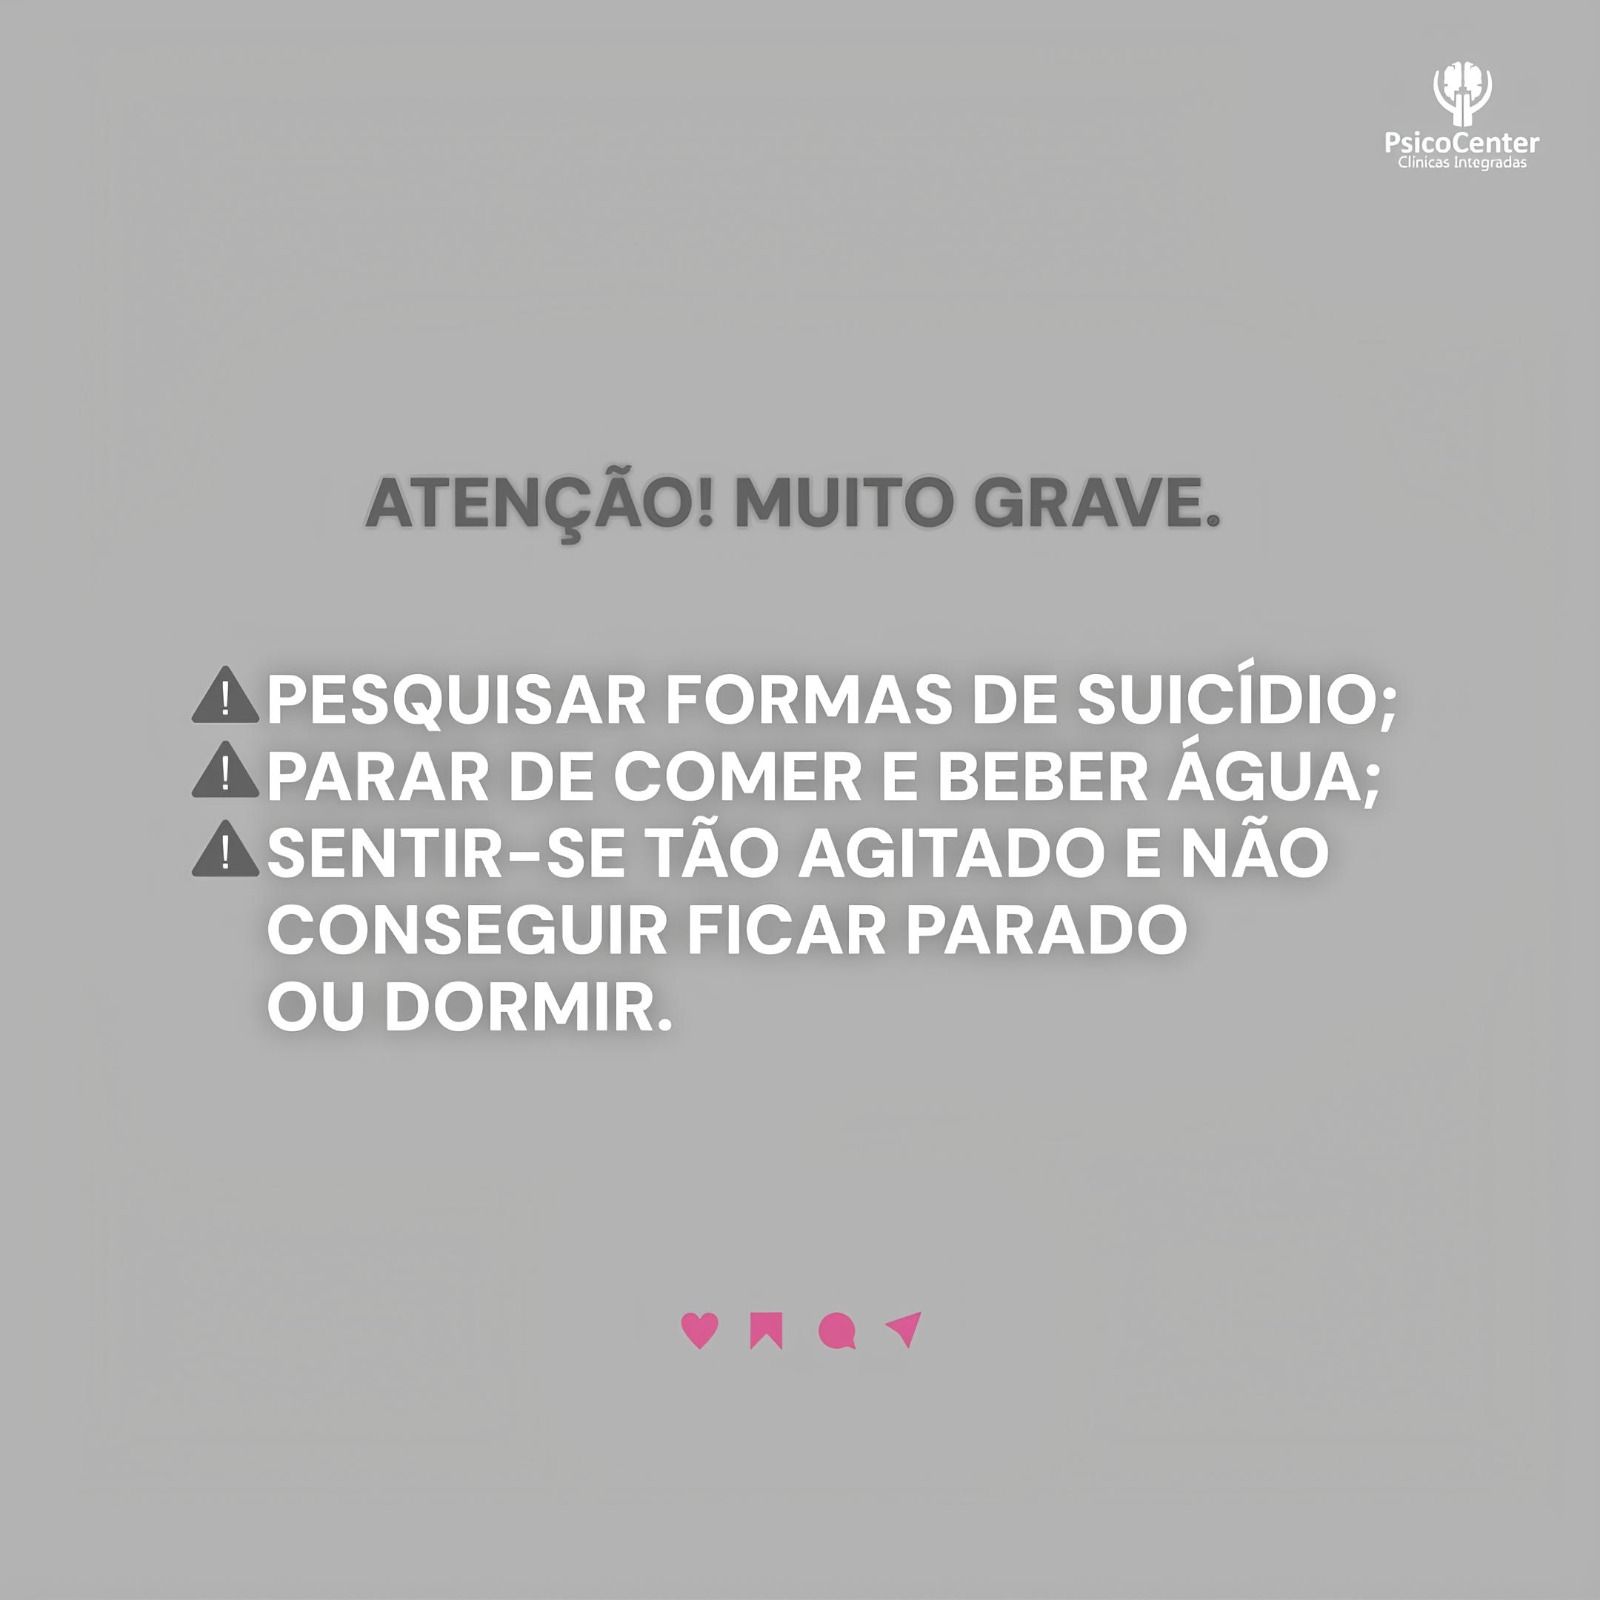 PsicoCenter
Clínicas Integradas
ATENÇÃO! MUITO GRAVE.
PESQUISAR FORMAS DE SUICÍDIO;
PARAR DE COMER E BEBER ÁGUA;
SENTIR-SE TÃO AGITADO E NÃO
CONSEGUIR FICAR PARADO
OU DORMIR.